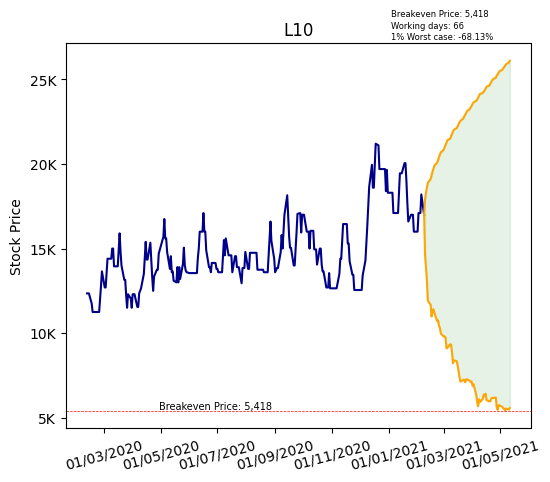 Breakeven Price: 5,418
Working days: 66
1% Worst case: -68.13%
L10
Stock Price
25K
20K
15K
10K
5K
Breakeven Price: 5,418
01/03/2020
01/05/2020
01/07/2020
01/09/2020
01/11/2020
01/01/2021
01/03/2021
01/05/2021